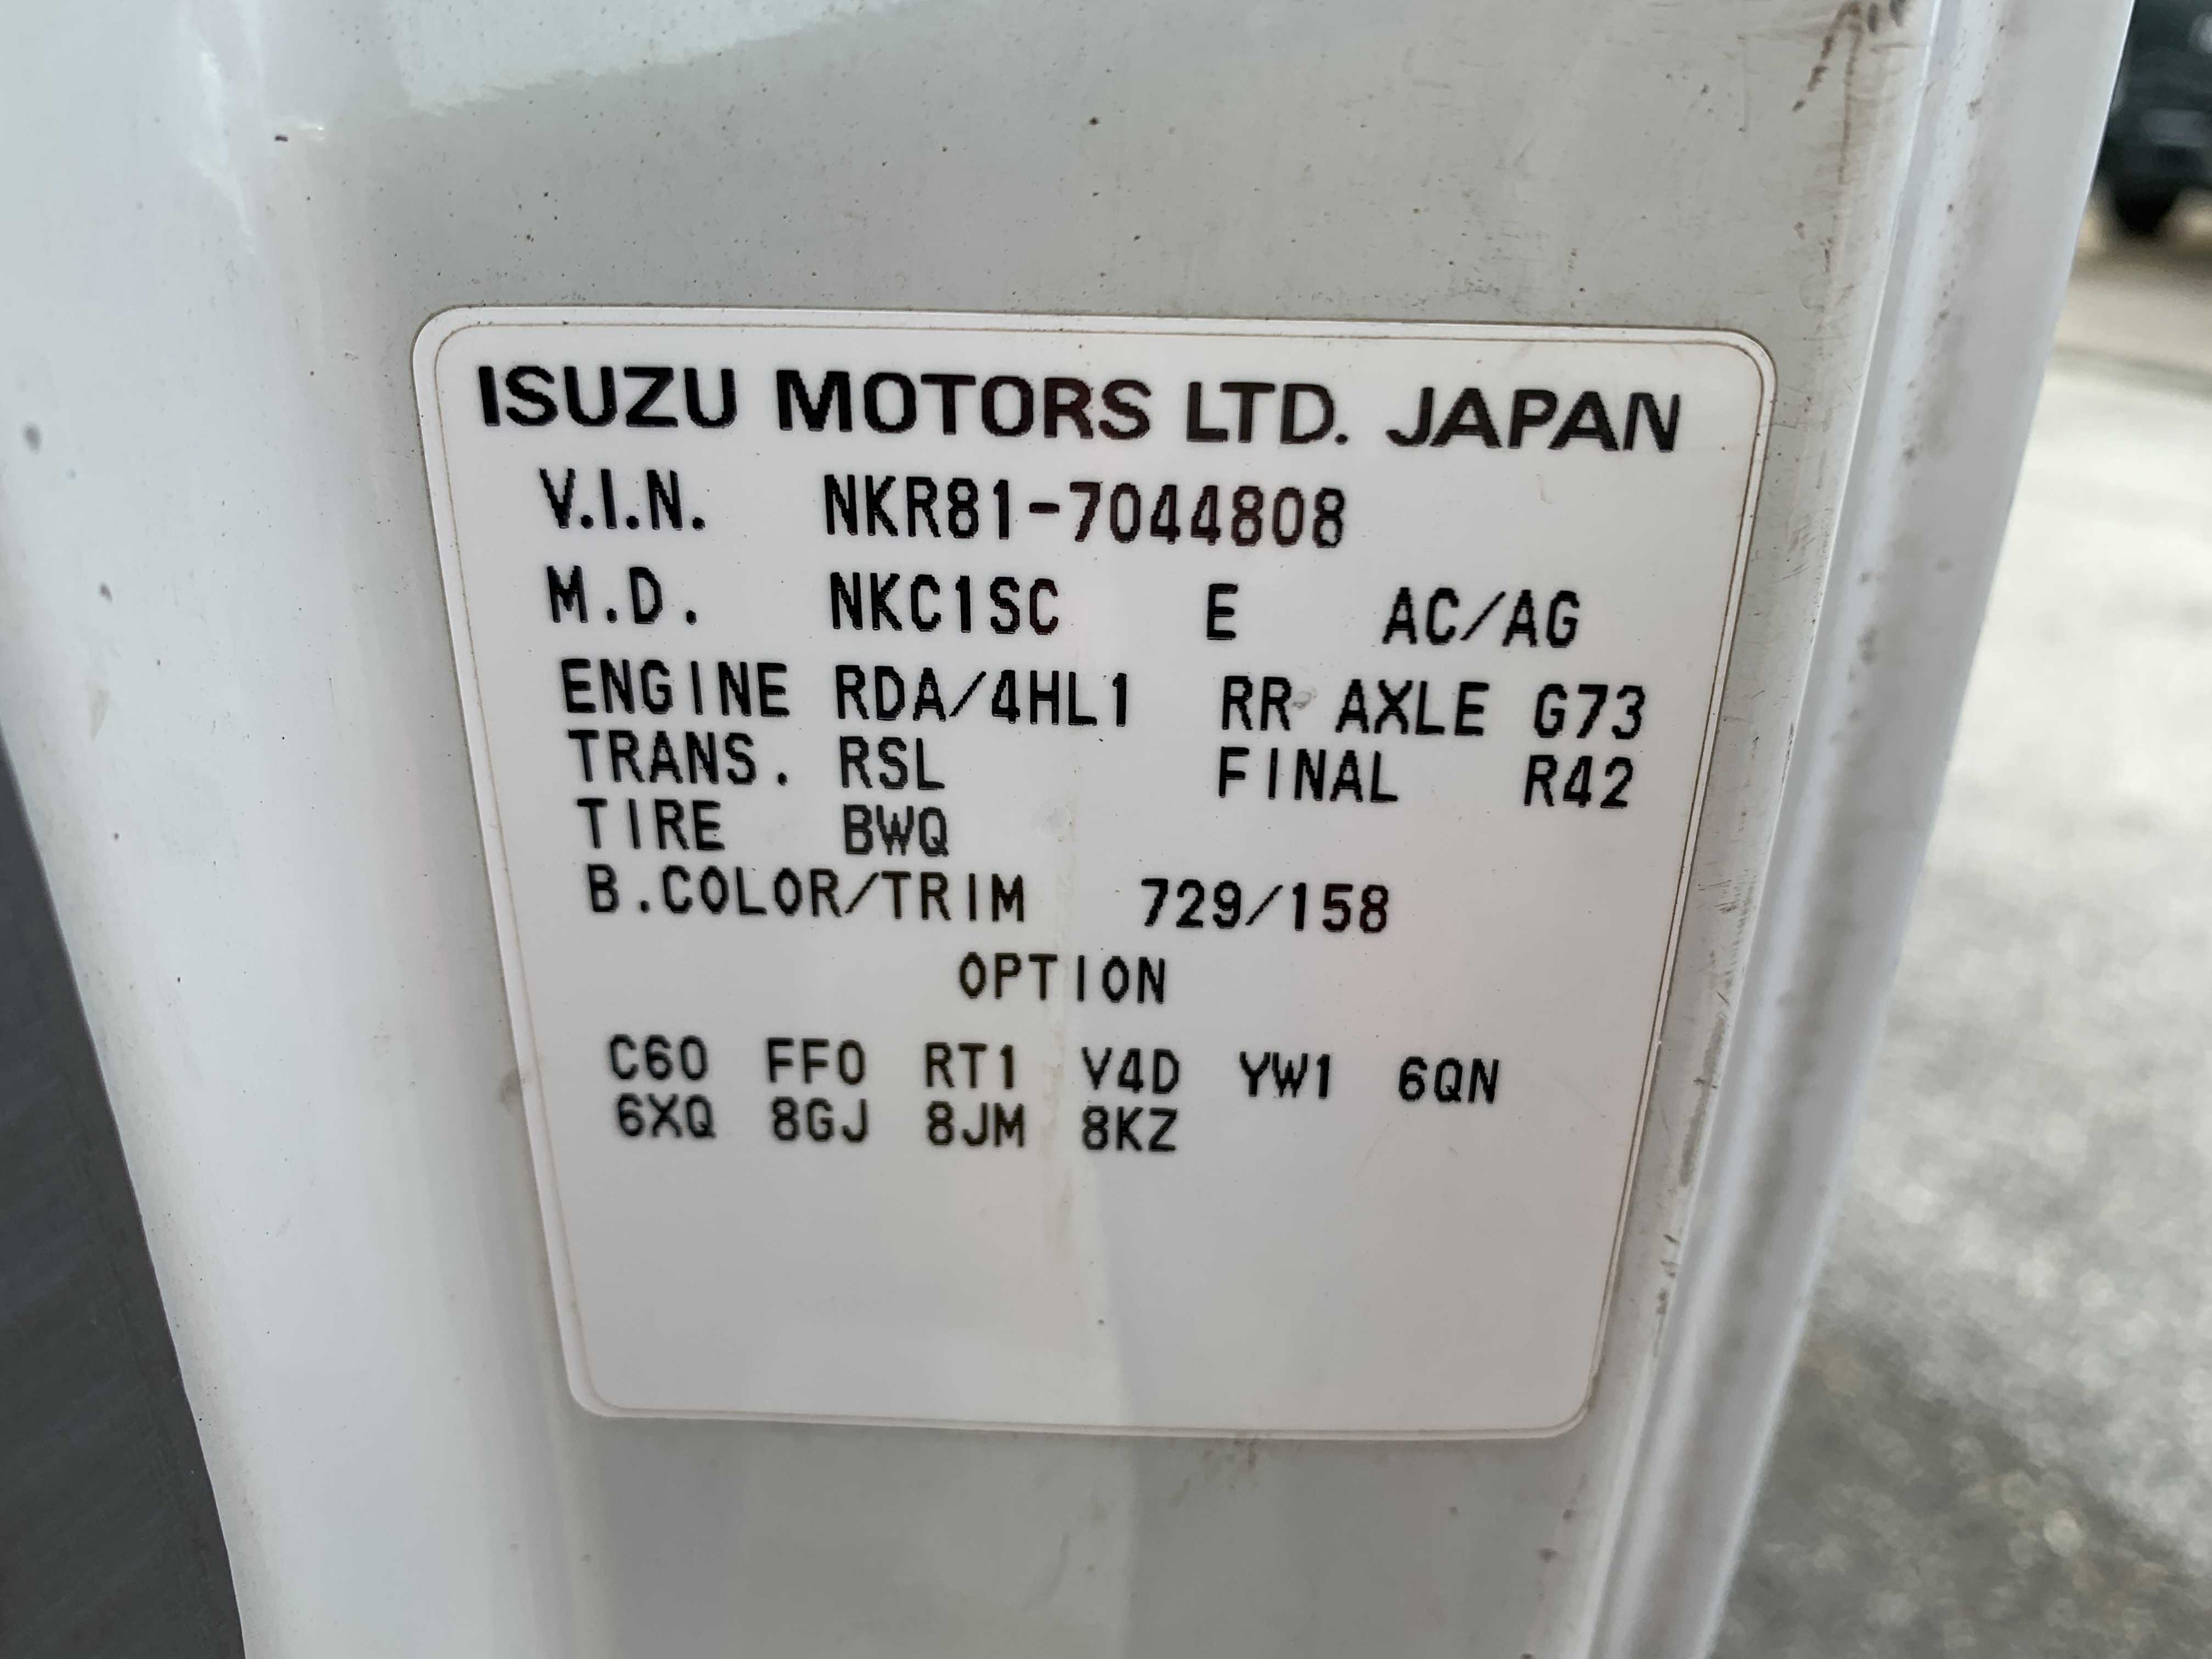 ISUZU MOTORS LTD. JAPAN
V.I.N. NKR81-7044808
M.D. NKC1SC E AC/AG
ENGINE RDA/4HL1 RR AXLE G73
TRANS. RSL FINAL R42
TIRE BWQ
B.COLOR/TRIM 729/158
OPTION
C60 FF0 RT1 V4D YW1 6QN
6XQ 8GJ 8JM 8KZ